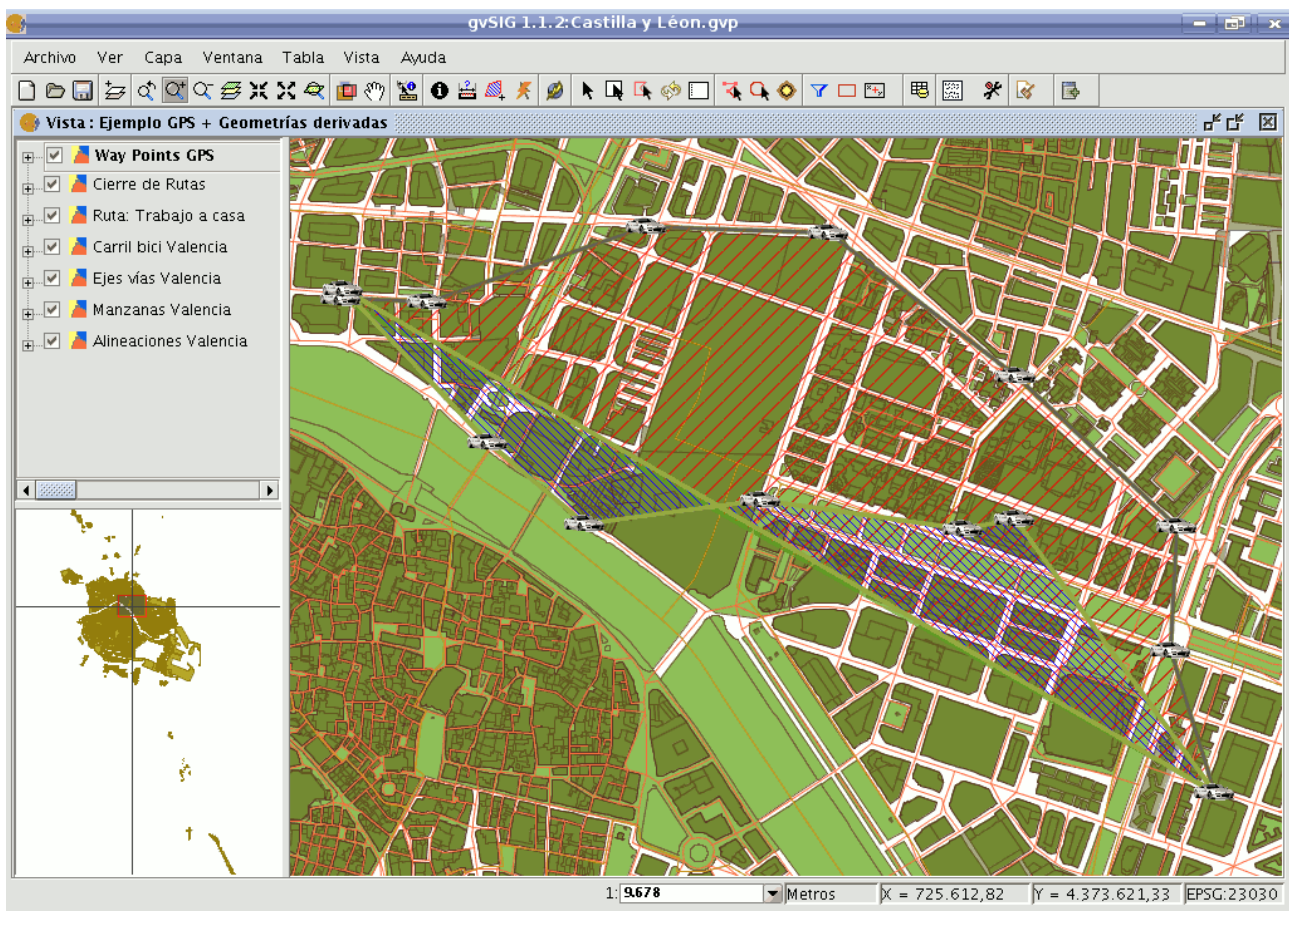 gvSIG 1.1.2:Castilla y Léon.gvp
Archivo Ver Capa Ventana Tabla Vista Ayuda
Vista : Ejemplo GPS + Geometrías derivadas
Way Points GPS
Cierre de Rutas
Ruta: Trabajo a casa
Carril bici Valencia
Ejes vías Valencia
Manzanas Valencia
Alineaciones Valencia
1: 9.678 Metros X = 725.612,82 Y = 4.373.621,33 EPSG:23030